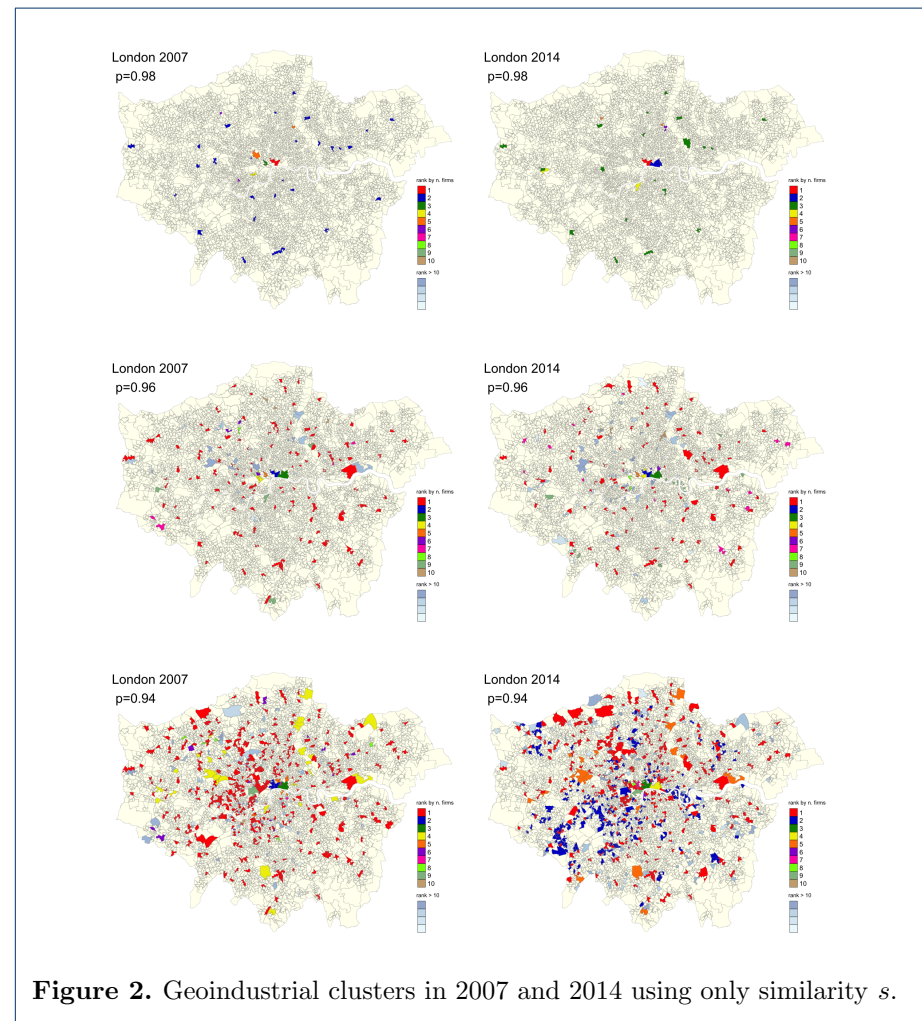 London 2007
p=0.98
rank by n. firms
1
2
3
4
5
6
7
8
9
10
rank > 10
London 2014
p=0.98
rank by n. firms
1
2
3
4
5
6
7
8
9
10
rank > 10
London 2007
p=0.96
rank by n. firms
1
2
3
4
5
6
7
8
9
10
rank > 10
London 2014
p=0.96
rank by n. firms
1
2
3
4
5
6
7
8
9
10
rank > 10
London 2007
p=0.94
rank by n. firms
1
2
3
4
5
6
7
8
9
10
rank > 10
London 2014
p=0.94
rank by n. firms
1
2
3
4
5
6
7
8
9
10
rank > 10
Figure 2. Geoindustrial clusters in 2007 and 2014 using only similarity s.